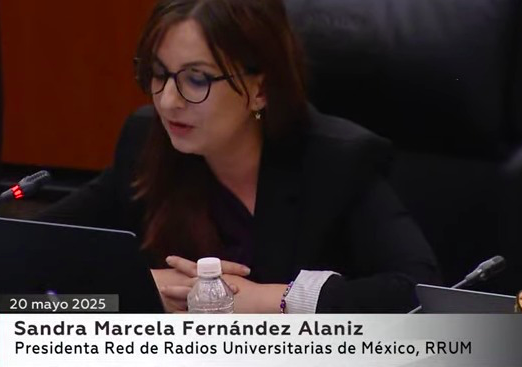 20 mayo 2025
Sandra Marcela Fernández Alaniz
Presidenta Red de Radios Universitarias de México, RRUM